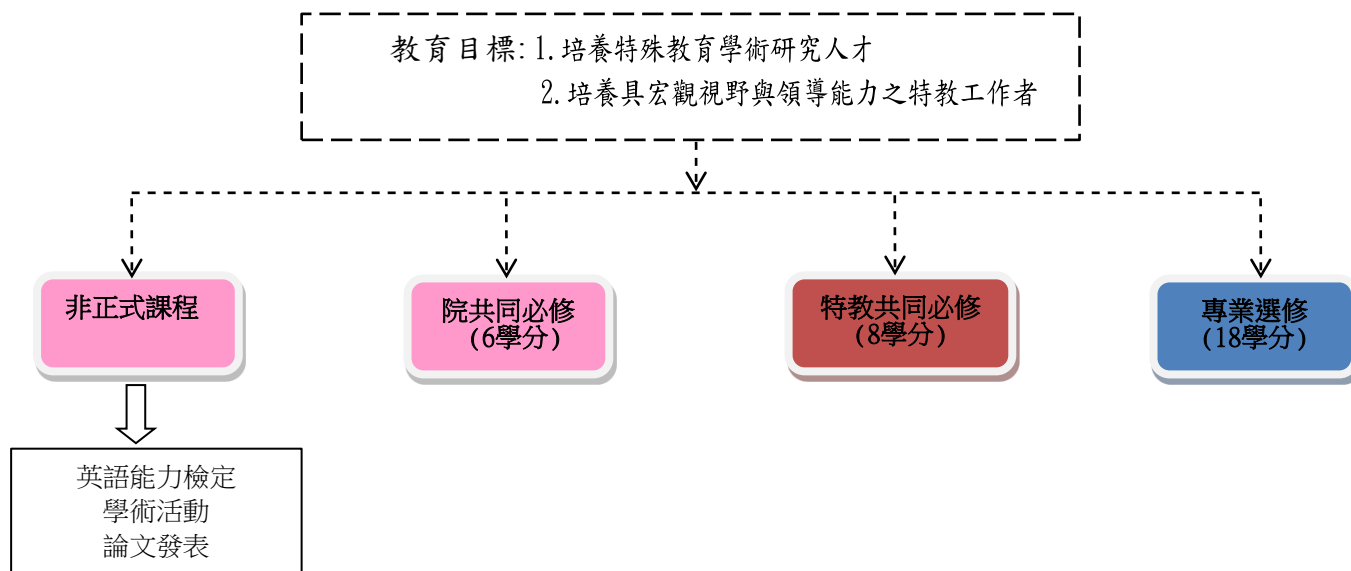 教育目標:1.培養特殊教育學術研究人才
2.培養具宏觀視野與領導能力之特教工作者
非正式課程
院共同必修
(6學分)
特教共同必修
(8學分)
專業選修
(18學分)
英語能力檢定
學術活動
論文發表